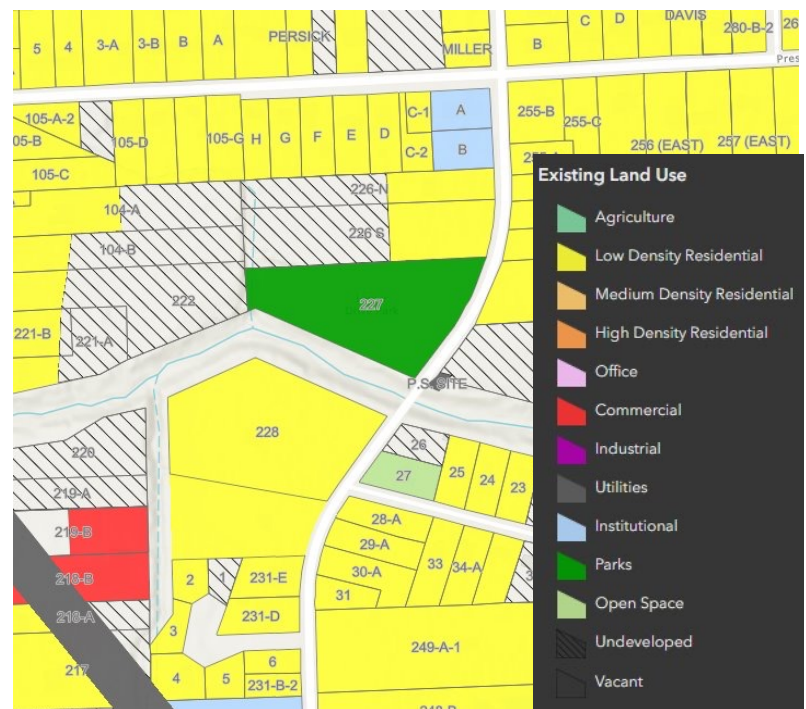 5
4
3-A
3-B
B
A
PERSICK
MILLER
B
C
D
DAVIS
280-B-2
26
Pres
105-A-2
05-B
105-D
105-G
H
G
F
E
D
C-1
A
C-2
B
255-B
255-C
256 (EAST)
257 (EAST)
105-C
104-A
226-N
226 S
104-B
222
227
221-B
221-A
P.S. SITE
228
26
27
25
24
23
220
219-A
219-B
218-B
218-A
217
28-A
29-A
30-A
31
33
34-A
2
1
231-E
231-D
3
4
5
6
231-B-2
249-A-1
Existing Land Use
Agriculture
Low Density Residential
Medium Density Residential
High Density Residential
Office
Commercial
Industrial
Utilities
Institutional
Parks
Open Space
Undeveloped
Vacant